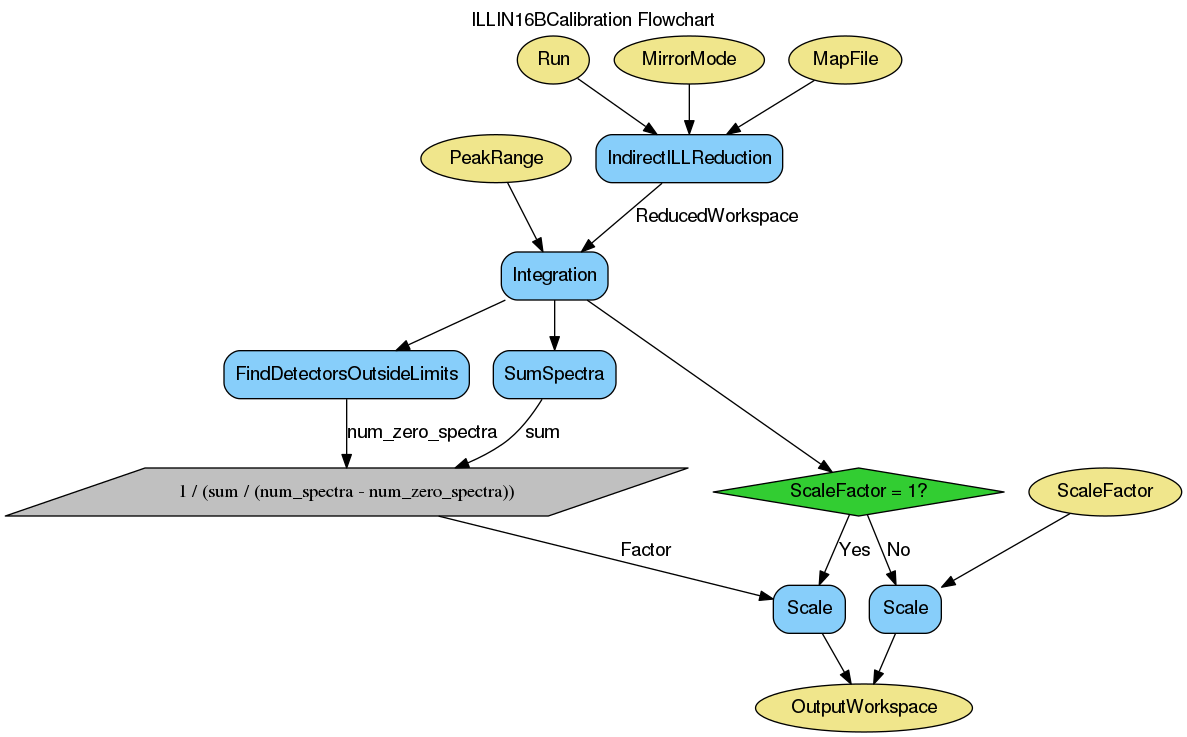 ILLIN16BCalibration Flowchart
Run
MirrorMode
MapFile
PeakRange
IndirectILLReduction
ReducedWorkspace
Integration
FindDetectorsOutsideLimits
SumSpectra
num_zero_spectra
sum
1 / (sum / (num_spectra - num_zero_spectra))
ScaleFactor = 1?
ScaleFactor
Factor
Yes
No
Scale
Scale
OutputWorkspace